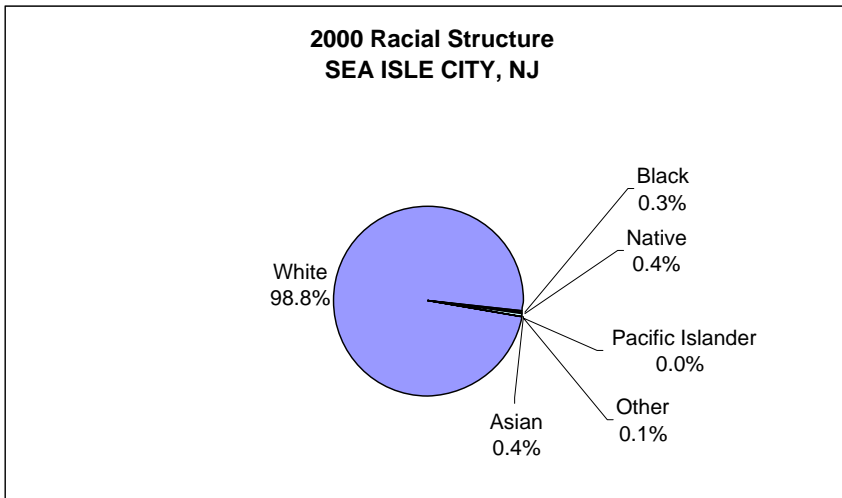 2000 Racial Structure
SEA ISLE CITY, NJ
Black
0.3%
Native
0.4%
White
98.8%
Pacific Islander
0.0%
Other
0.1%
Asian
0.4%